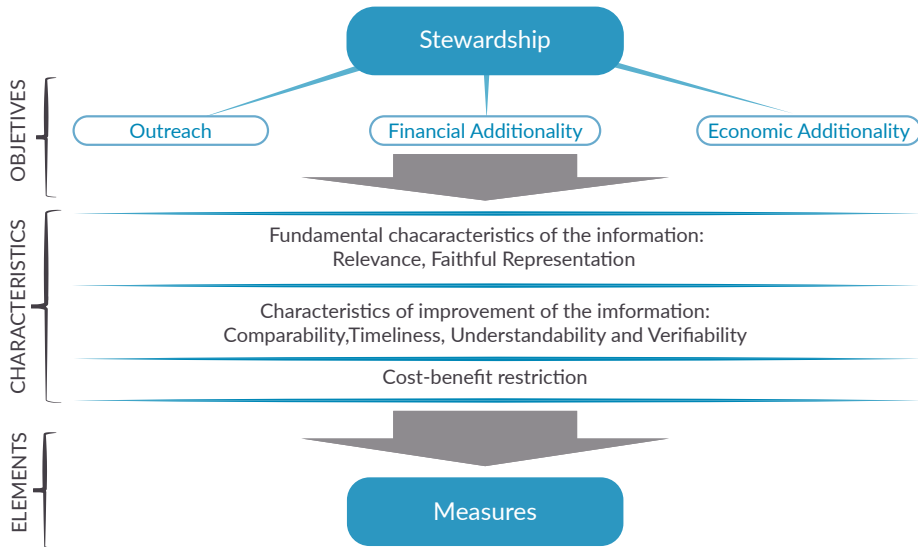 Stewardship
OBJETIVES
Outreach
Financial Additionality
Economic Additionality
CHARACTERISTICS
Fundamental chacaracteristics of the information:
Relevance, Faithful Representation
Characteristics of improvement of the imformation:
Comparability,Timeliness, Understandability and Verifiability
Cost-benefit restriction
ELEMENTS
Measures